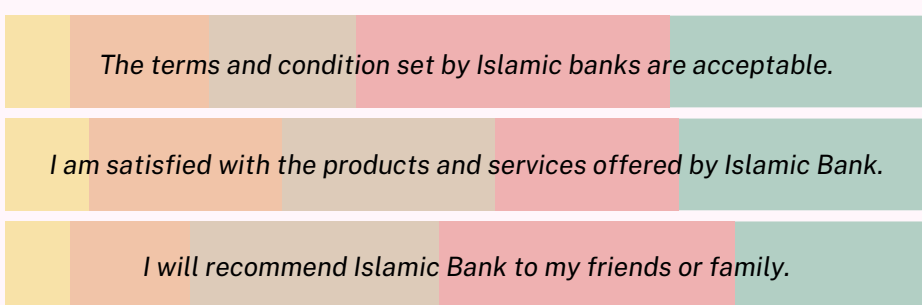 The terms and condition set by Islamic banks are acceptable.
I am satisfied with the products and services offered by Islamic Bank.
I will recommend Islamic Bank to my friends or family.